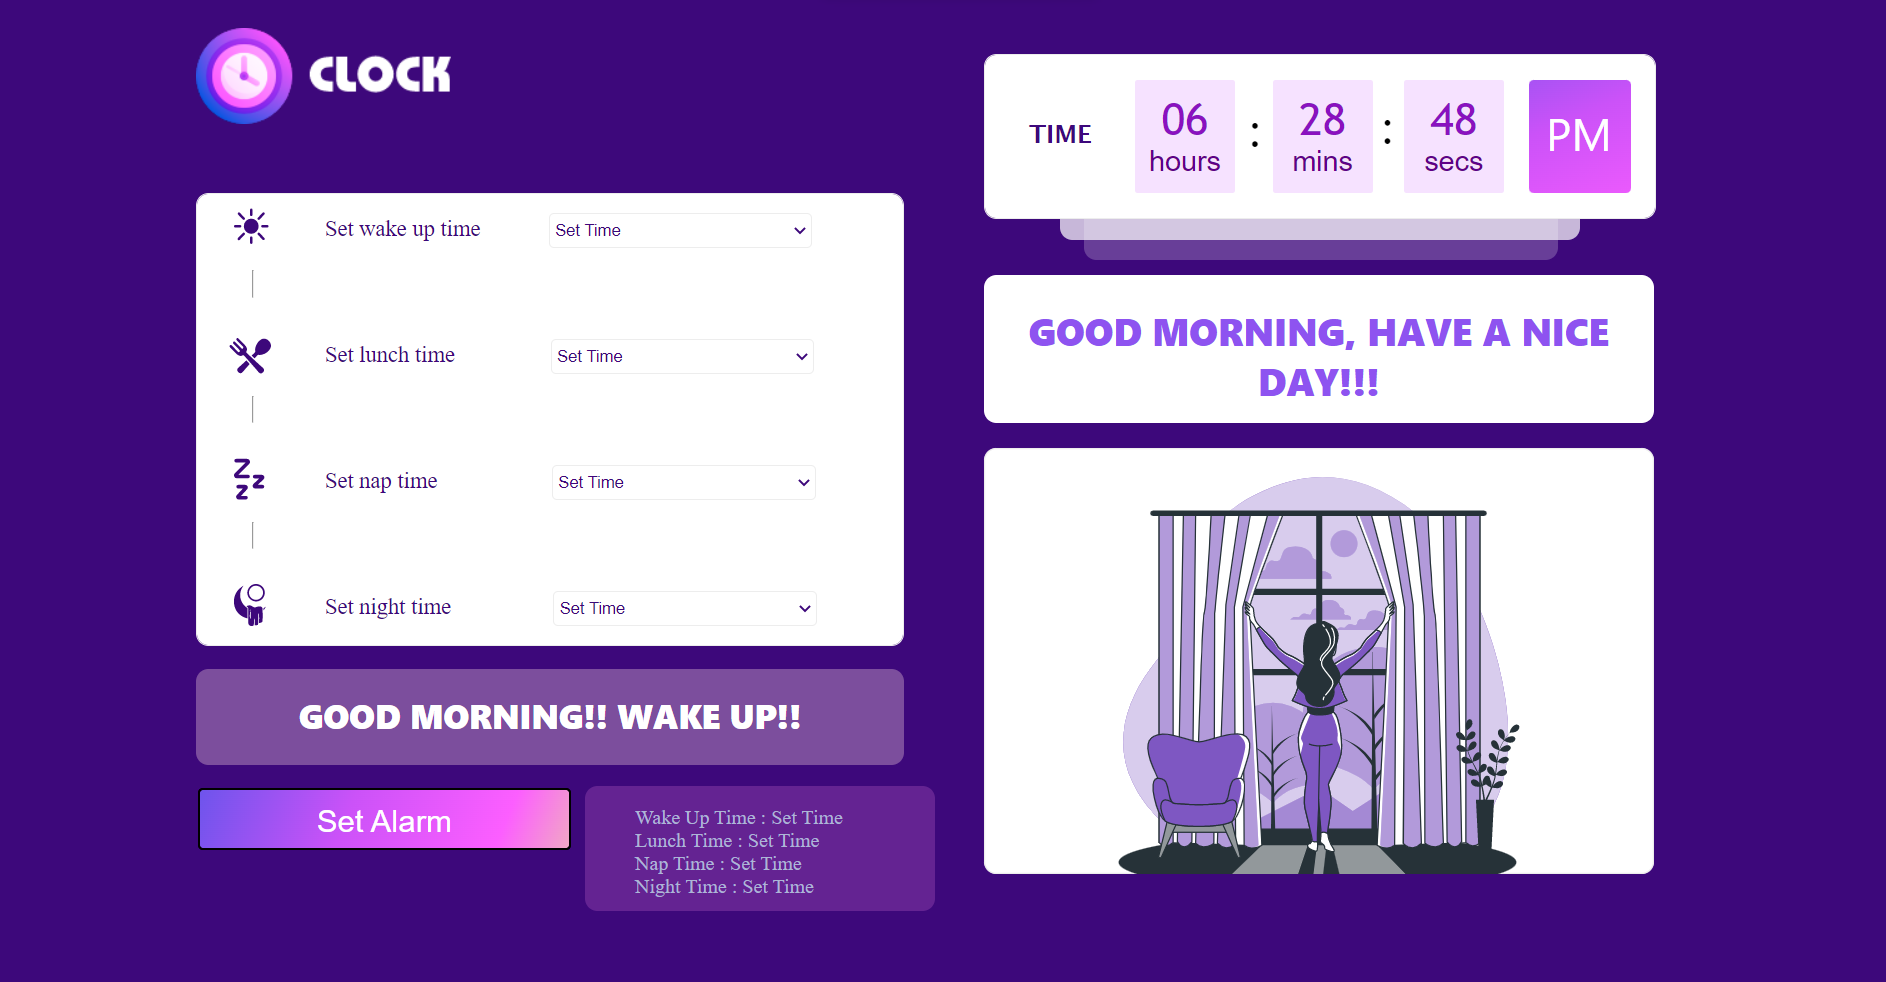 CLOCK
TIME
06 : 28 : 48 PM
hours mins secs
Set wake up time Set Time
Set lunch time Set Time
Set nap time Set Time
Set night time Set Time
GOOD MORNING!! WAKE UP!!
Set Alarm
Wake Up Time : Set Time
Lunch Time : Set Time
Nap Time : Set Time
Night Time : Set Time
GOOD MORNING, HAVE A NICE
DAY!!!